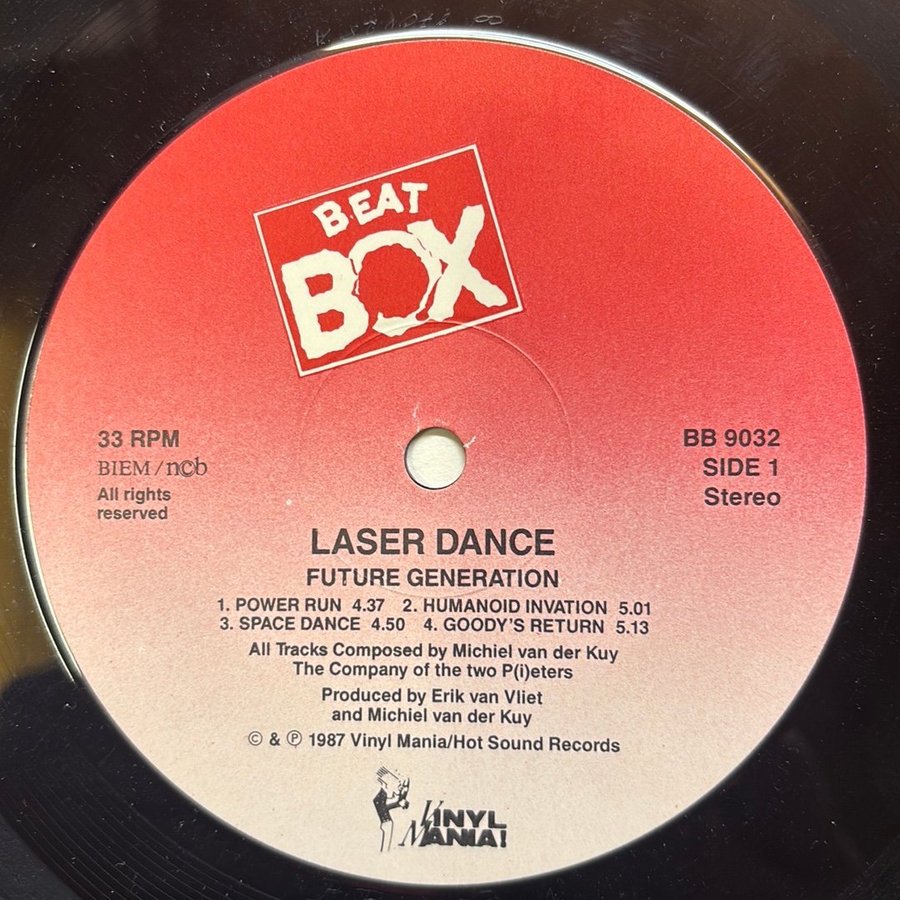 BEAT
BOX
33 RPM
BIEM/ncb
All rights
reserved
BB 9032
SIDE 1
Stereo
LASER DANCE
FUTURE GENERATION
1. POWER RUN 4.37 2. HUMANOID INVATION 5.01
3. SPACE DANCE 4.50 4. GOODY'S RETURN 5.13
All Tracks Composed by Michiel van der Kuy
The Company of the two P(i)eters
Produced by Erik van Vliet
and Michiel van der Kuy
© & ℗ 1987 Vinyl Mania/Hot Sound Records
VINYL
MANIA!